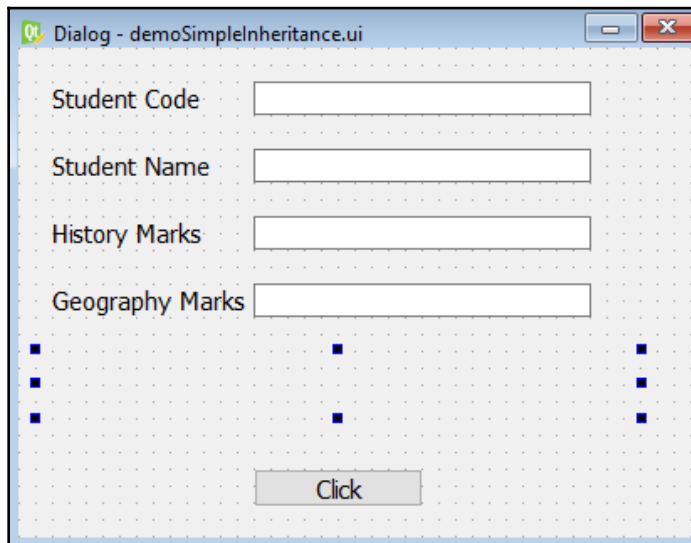 Dialog - demoSimpleInheritance.ui
Student Code
Student Name
History Marks
Geography Marks
Click